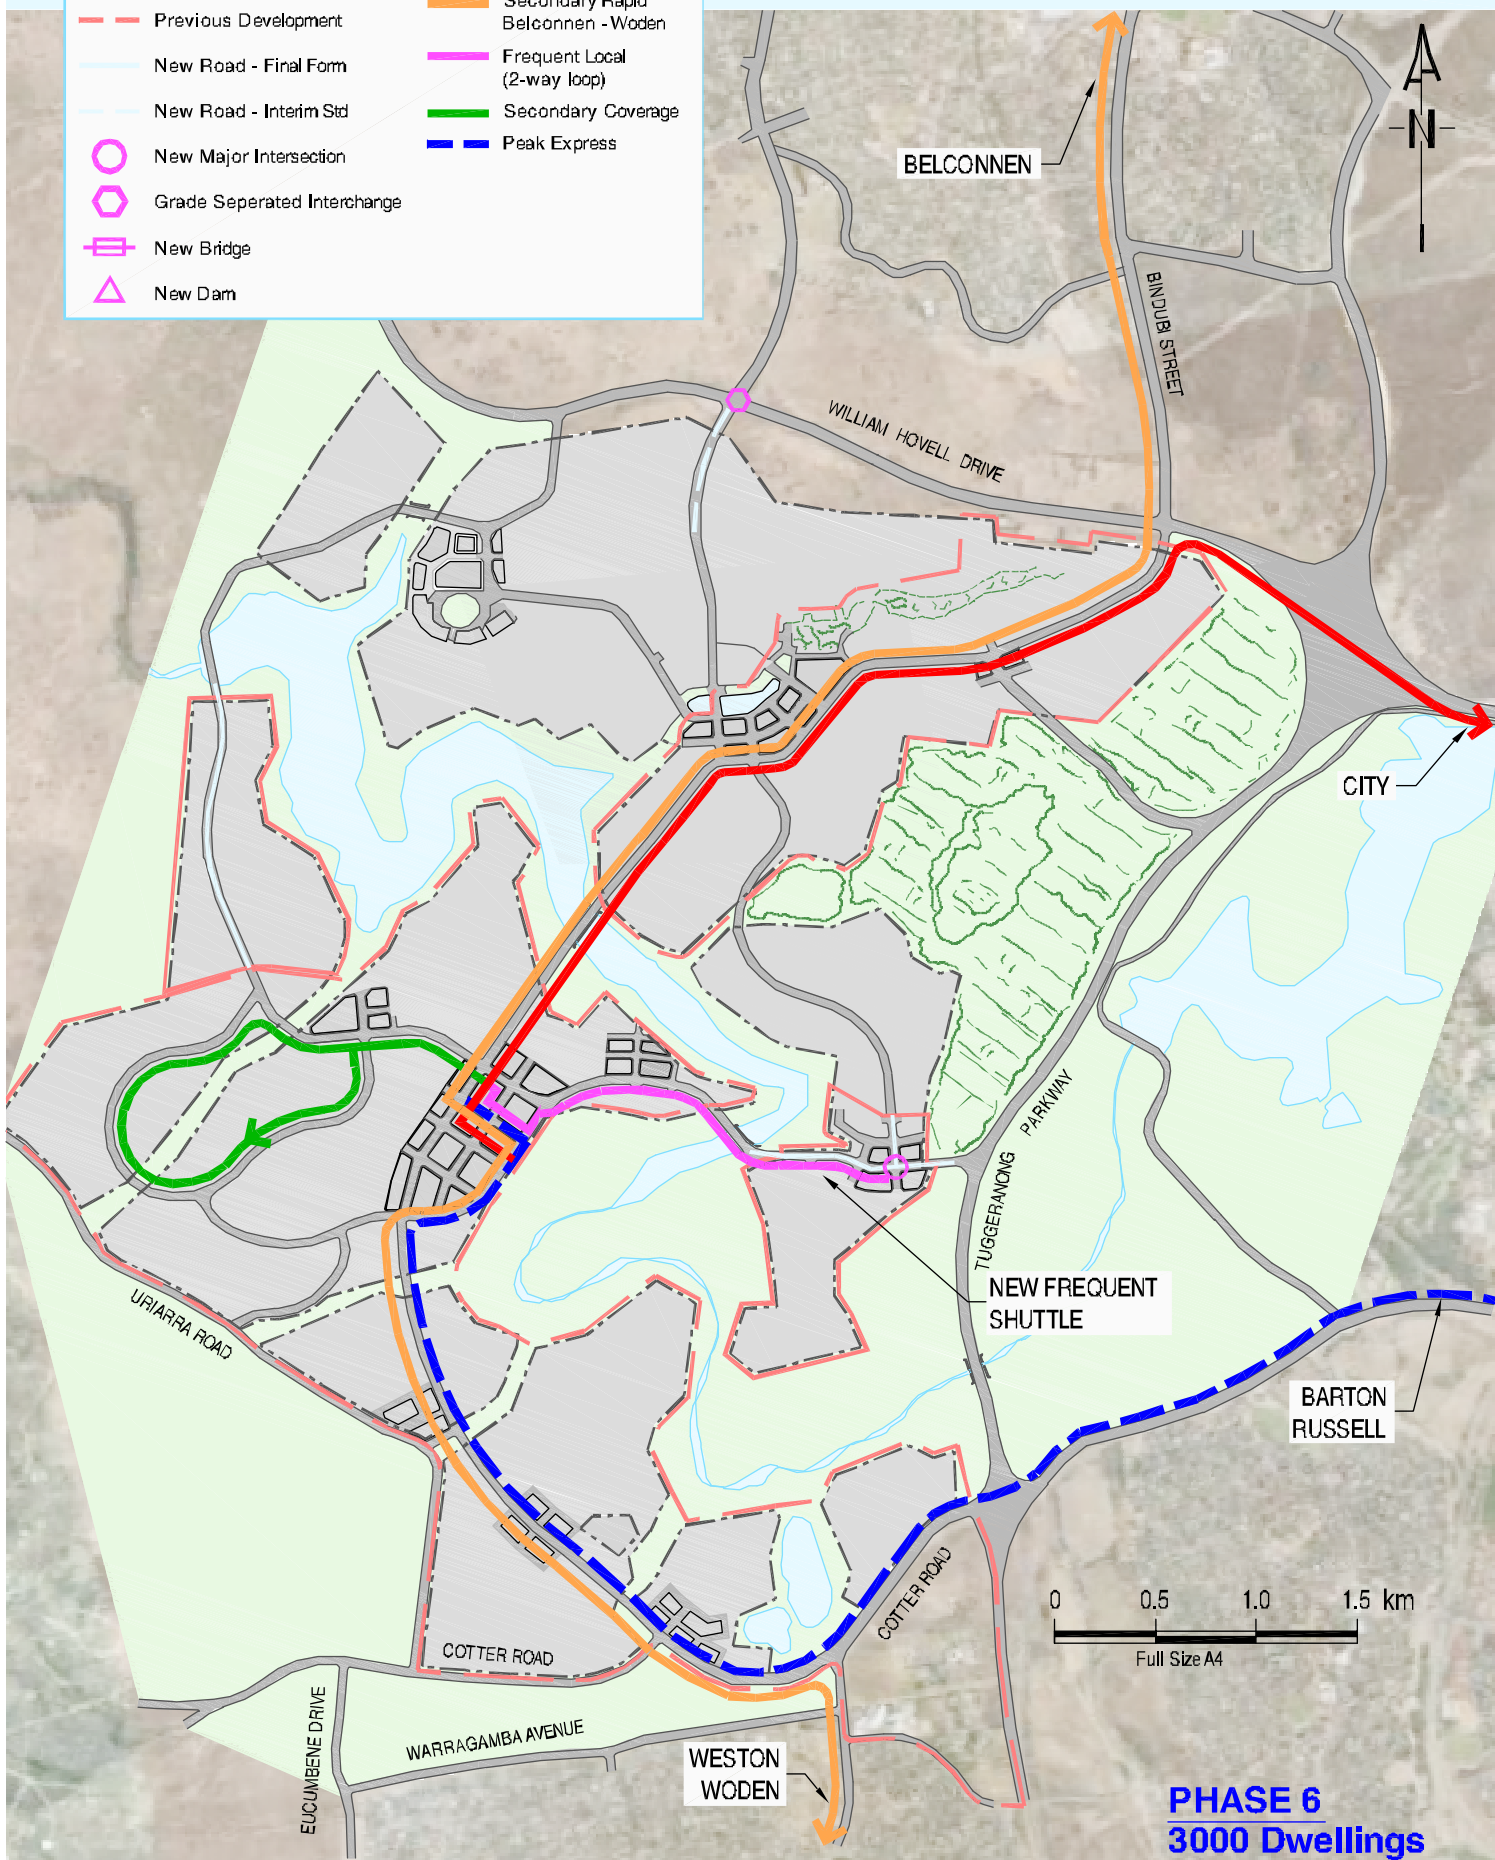 Secondary Rapid
Belconnen - Woden
Previous Development
Frequent Local
(2-way loop)
New Road - Final Form
New Road - Interim Std
Secondary Coverage
Peak Express
New Major Intersection
Grade Seperated Interchange
New Bridge
New Dam
N
BELCONNEN
BINDUBI STREET
WILLIAM HOVELL DRIVE
CITY
TUGGERANONG PARKWAY
NEW FREQUENT
SHUTTLE
URIARRA ROAD
BARTON
RUSSELL
COTTER ROAD
0 0.5 1.0 1.5 km
Full Size A4
COTTER ROAD
EUCUMBENE DRIVE
WARRAGAMBA AVENUE
WESTON
WODEN
PHASE 6
3000 Dwellings